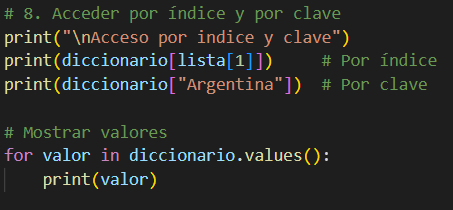 # 8. Acceder por índice y por clave
print("\nAcceso por indice y clave")
print(diccionario[lista[1]])     # Por índice
print(diccionario["Argentina"])  # Por clave

# Mostrar valores
for valor in diccionario.values():
    print(valor)